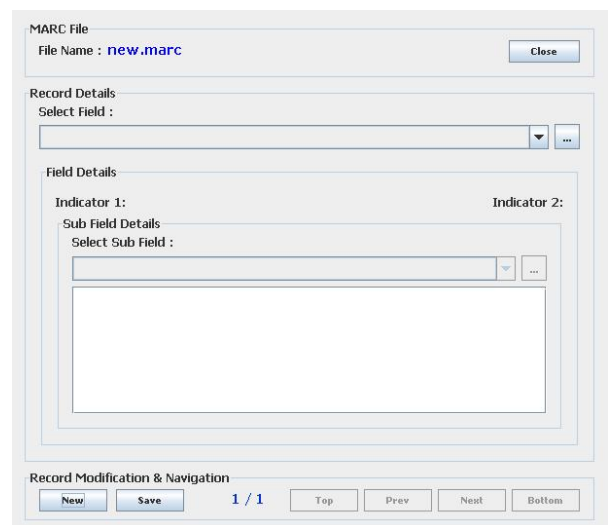 MARC File
File Name : new.marc Close
Record Details
Select Field :
...
Field Details
Indicator 1: Indicator 2:
Sub Field Details
Select Sub Field :
...
Record Modification & Navigation
New Save 1 / 1 Top Prev Next Bottom